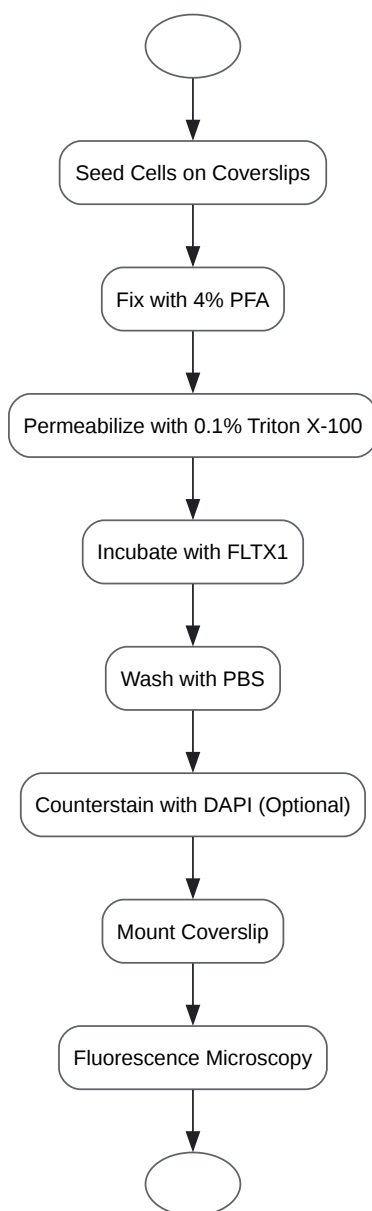 Seed Cells on Coverslips
Fix with 4% PFA
Permeabilize with 0.1% Triton X-100
Incubate with FLTX1
Wash with PBS
Counterstain with DAPI (Optional)
Mount Coverslip
Fluorescence Microscopy